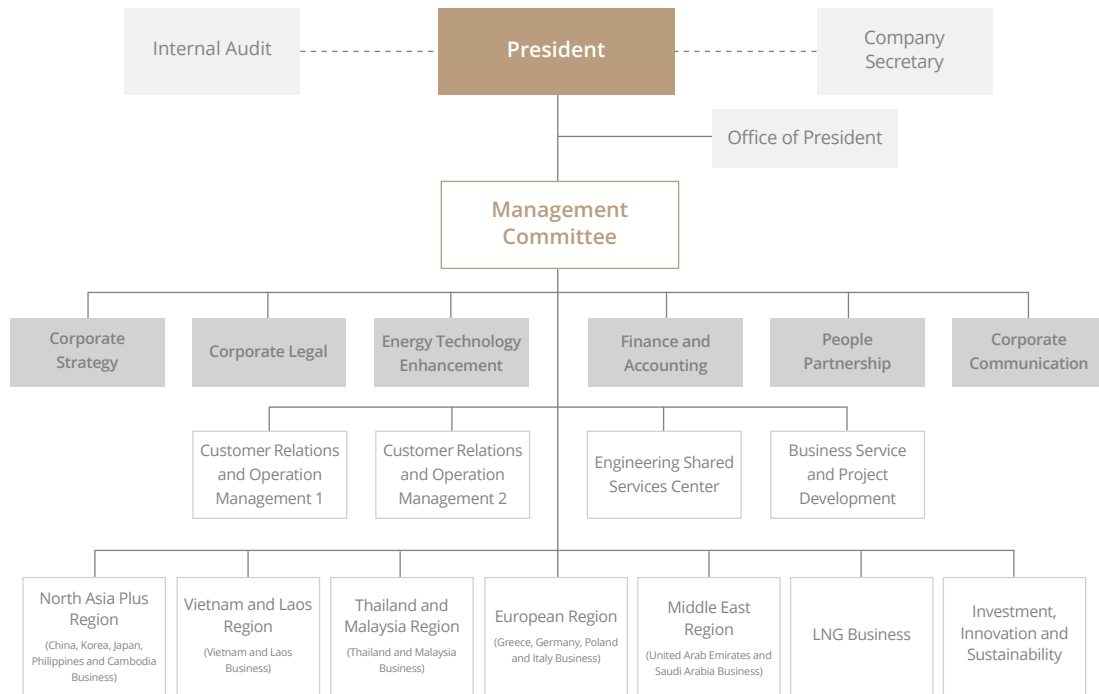 Internal Audit
President
Company
Secretary
Office of President
Management
Committee
Corporate
Strategy
Corporate Legal
Energy Technology
Enhancement
Finance and
Accounting
People
Partnership
Corporate
Communication
Customer Relations
and Operation
Management 1
Customer Relations
and Operation
Management 2
Engineering Shared
Services Center
Business Service
and Project
Development
North Asia Plus
Region
(China, Korea, Japan,
Philippines and Cambodia
Business)
Vietnam and Laos
Region
(Vietnam and Laos
Business)
Thailand and
Malaysia Region
(Thailand and Malaysia
Business)
European Region
(Greece, Germany, Poland
and Italy Business)
Middle East
Region
(United Arab Emirates and
Saudi Arabia Business)
LNG Business
Investment,
Innovation and
Sustainability